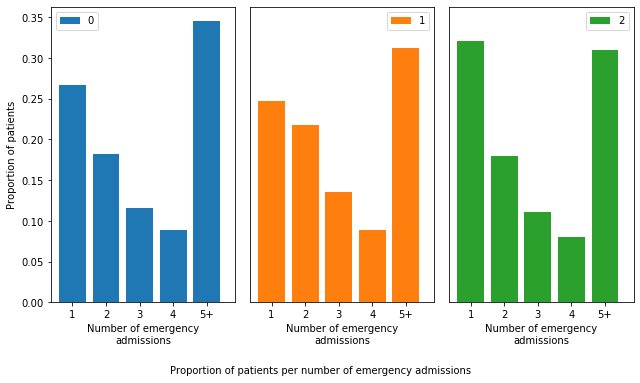 0
1
2
0.35
0.30
0.25
0.20
0.15
0.10
0.05
0.00
Proportion of patients
1 2 3 4 5+
1 2 3 4 5+
1 2 3 4 5+
Number of emergency
admissions
Number of emergency
admissions
Number of emergency
admissions
Proportion of patients per number of emergency admissions